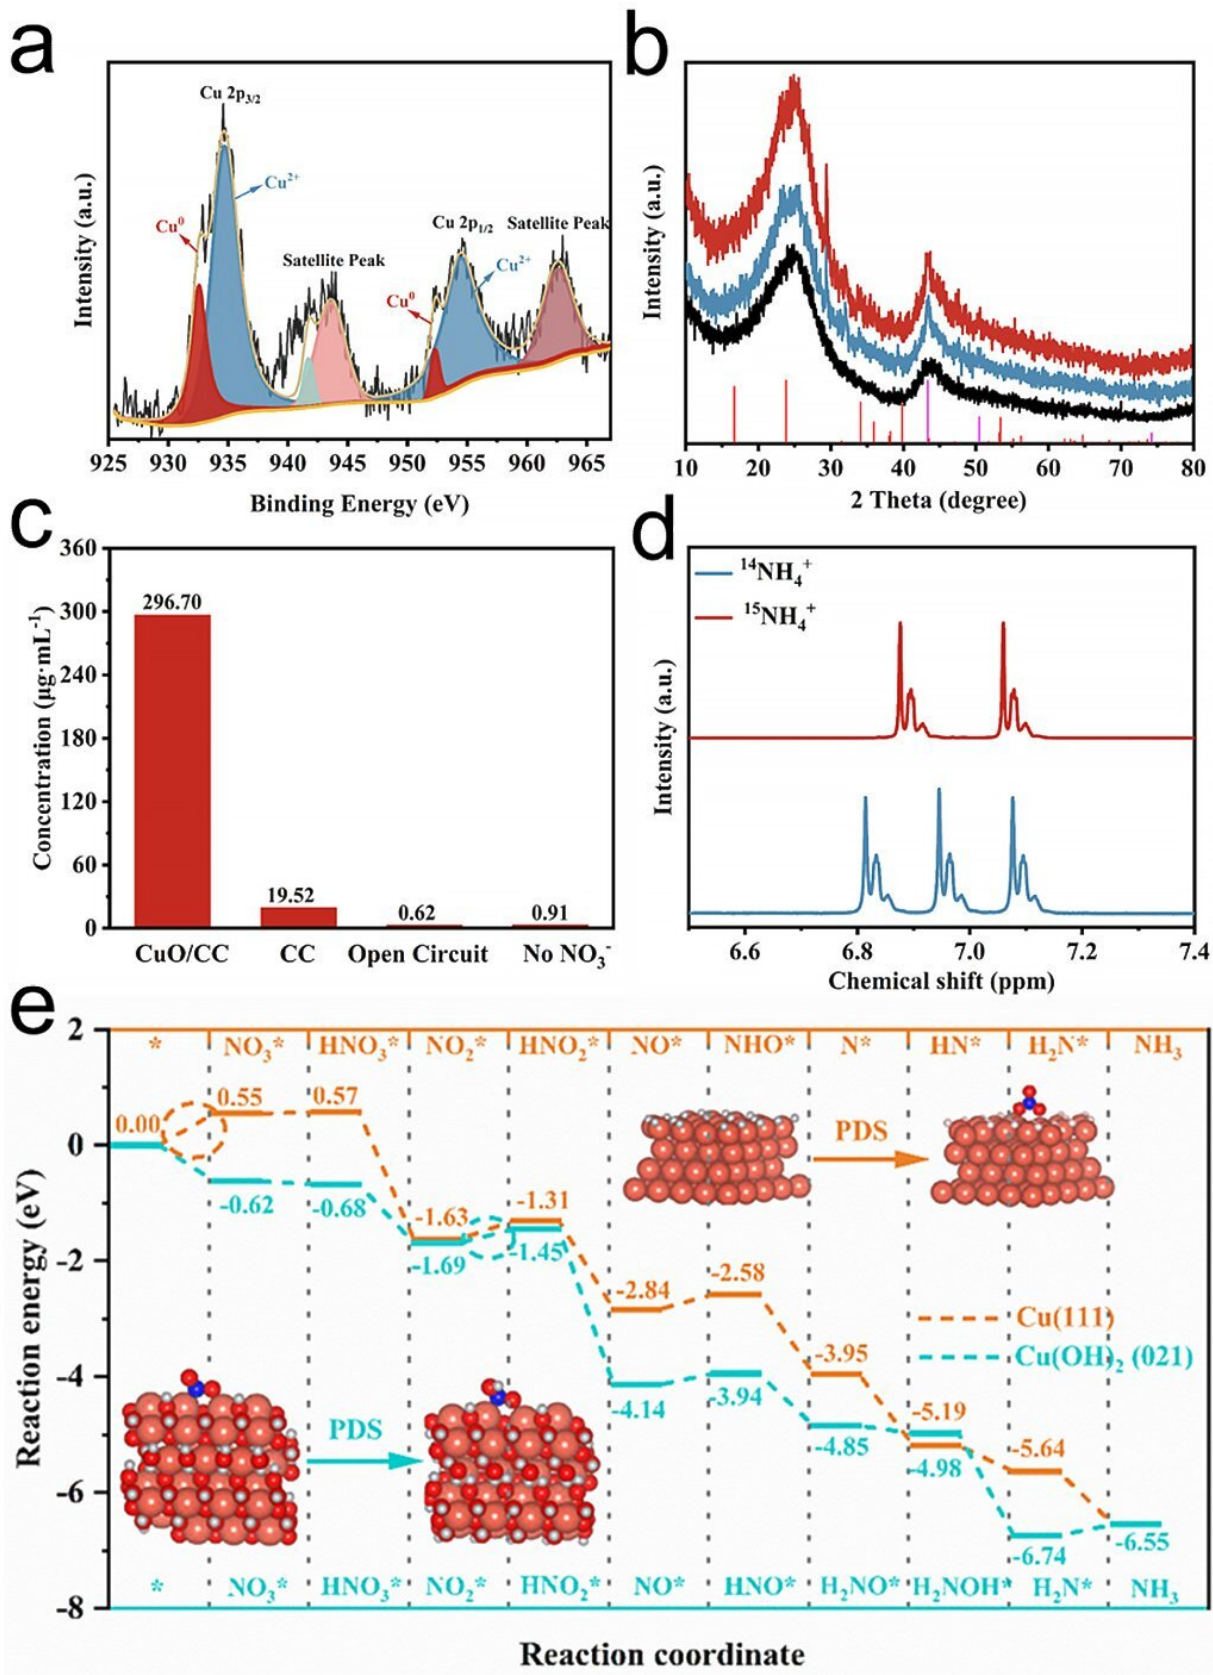 a
Cu 2p3/2
Cu²⁺
Cu⁰
Satellite Peak
Cu 2p1/2
Satellite Peak
Cu²⁺
Cu⁰
Intensity (a.u.)
925 930 935 940 945 950 955 960 965
Binding Energy (eV)
b
Intensity (a.u.)
10 20 30 40 50 60 70 80
2 Theta (degree)
c
360
300
240
180
120
60
0
Concentration (μg·mL⁻¹)
296.70
19.52
0.62
0.91
CuO/CC CC Open Circuit No NO₃⁻
d
¹⁴NH₄⁺
¹⁵NH₄⁺
Intensity (a.u.)
6.6 6.8 7.0 7.2 7.4
Chemical shift (ppm)
e
2
0
-2
-4
-6
-8
Reaction energy (eV)
* NO₃* HNO₃* NO₂* HNO₂* NO* NHO* N* HN* H₂N* NH₃
0.00
0.55
0.57
-0.62
-0.68
-1.63
-1.69
-1.31
-1.45
-2.84
-2.58
-4.14
-3.94
-3.95
-4.85
-5.19
-4.98
-5.64
-6.74
-6.55
PDS
Cu(111)
Cu(OH)₂ (021)
PDS
* NO₃* HNO₃* NO₂* HNO₂* NO* HNO* H₂NO* H₂NOH* H₂N* NH₃
Reaction coordinate